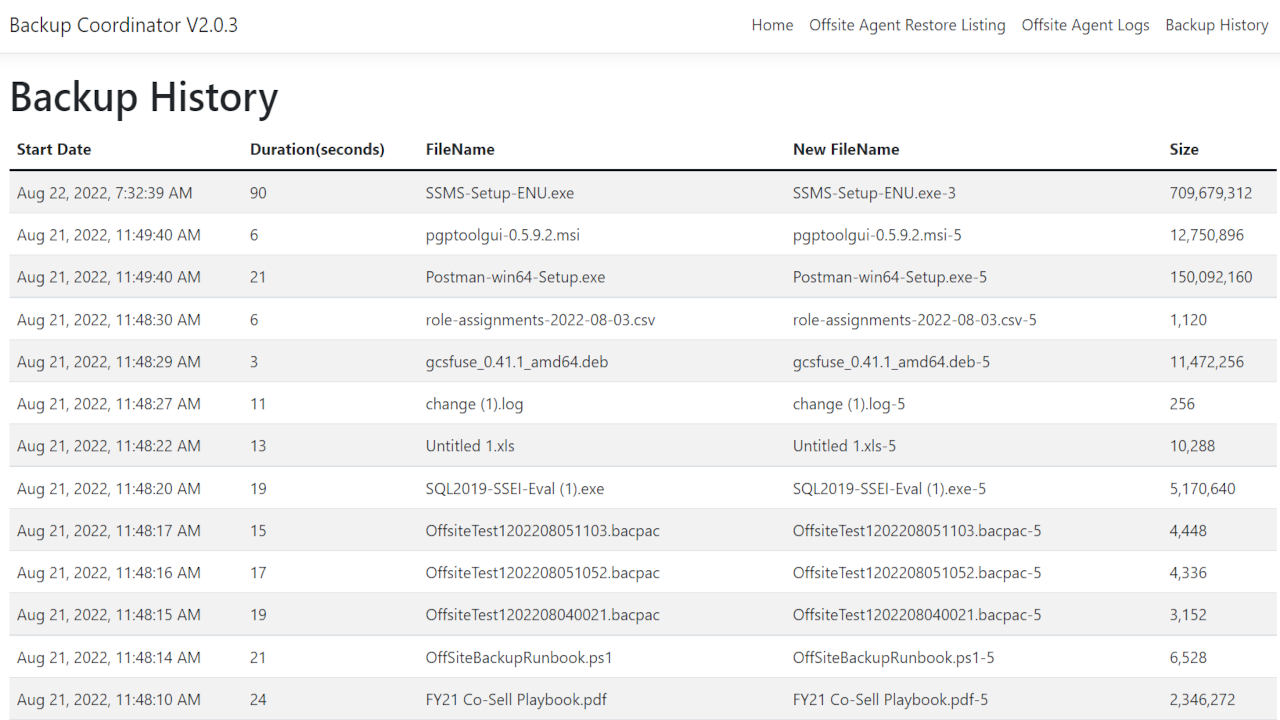 Backup Coordinator V2.0.3 Home Offsite Agent Restore Listing Offsite Agent Logs Backup History
Backup History
Start Date Duration(seconds) FileName New FileName Size
Aug 22, 2022, 7:32:39 AM 90 SSMS-Setup-ENU.exe SSMS-Setup-ENU.exe-3 709,679,312
Aug 21, 2022, 11:49:40 AM 6 pgptoolgui-0.5.9.2.msi pgptoolgui-0.5.9.2.msi-5 12,750,896
Aug 21, 2022, 11:49:40 AM 21 Postman-win64-Setup.exe Postman-win64-Setup.exe-5 150,092,160
Aug 21, 2022, 11:48:30 AM 6 role-assignments-2022-08-03.csv role-assignments-2022-08-03.csv-5 1,120
Aug 21, 2022, 11:48:29 AM 3 gcsfuse_0.41.1_amd64.deb gcsfuse_0.41.1_amd64.deb-5 11,472,256
Aug 21, 2022, 11:48:27 AM 11 change (1).log change (1).log-5 256
Aug 21, 2022, 11:48:22 AM 13 Untitled 1.xls Untitled 1.xls-5 10,288
Aug 21, 2022, 11:48:20 AM 19 SQL2019-SSEI-Eval (1).exe SQL2019-SSEI-Eval (1).exe-5 5,170,640
Aug 21, 2022, 11:48:17 AM 15 OffsiteTest1202208051103.bacpac OffsiteTest1202208051103.bacpac-5 4,448
Aug 21, 2022, 11:48:16 AM 17 OffsiteTest1202208051052.bacpac OffsiteTest1202208051052.bacpac-5 4,336
Aug 21, 2022, 11:48:15 AM 19 OffsiteTest1202208040021.bacpac OffsiteTest1202208040021.bacpac-5 3,152
Aug 21, 2022, 11:48:14 AM 21 OffSiteBackupRunbook.ps1 OffSiteBackupRunbook.ps1-5 6,528
Aug 21, 2022, 11:48:10 AM 24 FY21 Co-Sell Playbook.pdf FY21 Co-Sell Playbook.pdf-5 2,346,272